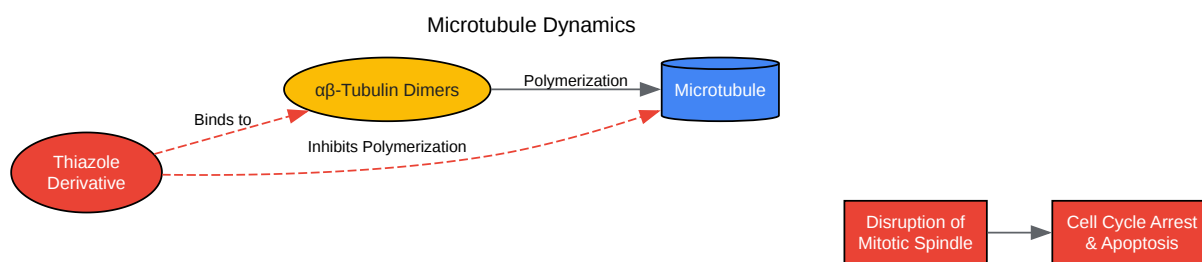 Microtubule Dynamics
αβ-Tubulin Dimers
Polymerization
Microtubule
Binds to
Inhibits Polymerization
Thiazole
Derivative
Disruption of
Mitotic Spindle
Cell Cycle Arrest
& Apoptosis